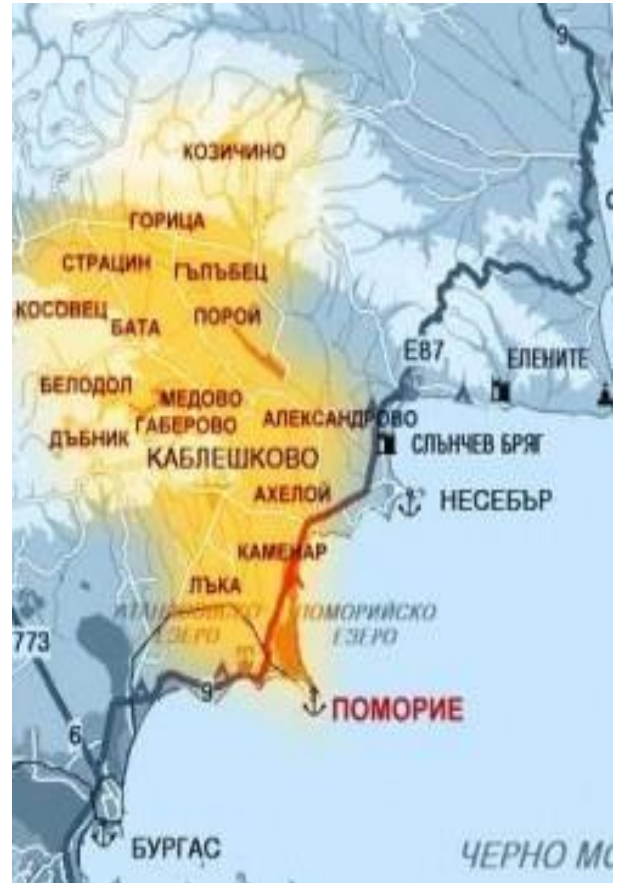 9
КОЗИЧИНО
ГОРИЦА
СТРАЦИН
ГЪЛЪБЕЦ
КОСОВЕЦ
БАТА
ПОРОЙ
Е87
ЕЛЕНИТЕ
БЕЛОДОЛ
МЕДОВО
АЛЕКСАНДРОВО
ДЪБНИК
ГАБЕРОВО
КАБЛЕШКОВО
СЛЪНЧЕВ БРЯГ
АХЕЛОЙ
НЕСЕБЪР
КАМЕНАР
ЛЪКА
АТАНАСОВСКО
ЕЗЕРО
ПОМОРИЙСКО
ЕЗЕРО
773
9
ПОМОРИЕ
6
БУРГАС
ЧЕРНО МО